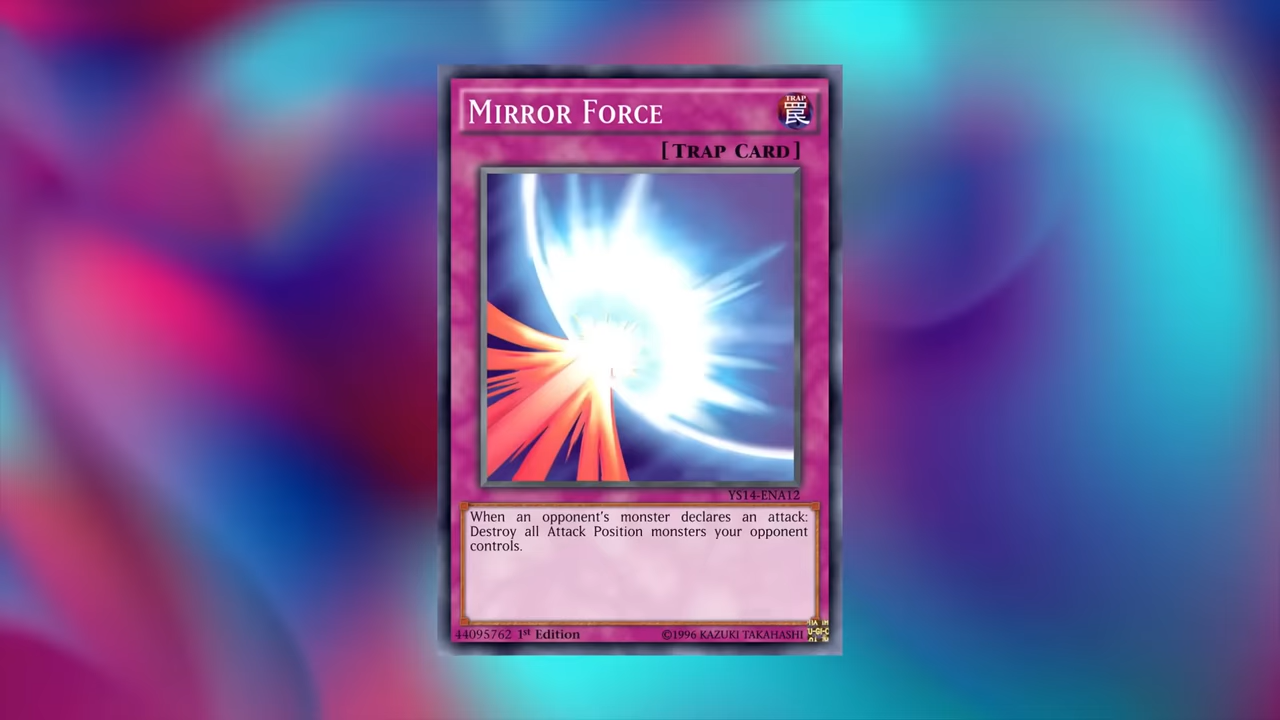 Mirror Force
TRAP
罠
[Trap Card]
YS14-ENA12
When an opponent's monster declares an attack:
Destroy all Attack Position monsters your opponent
controls.
44095762 1st Edition
©1996 KAZUKI TAKAHASHI